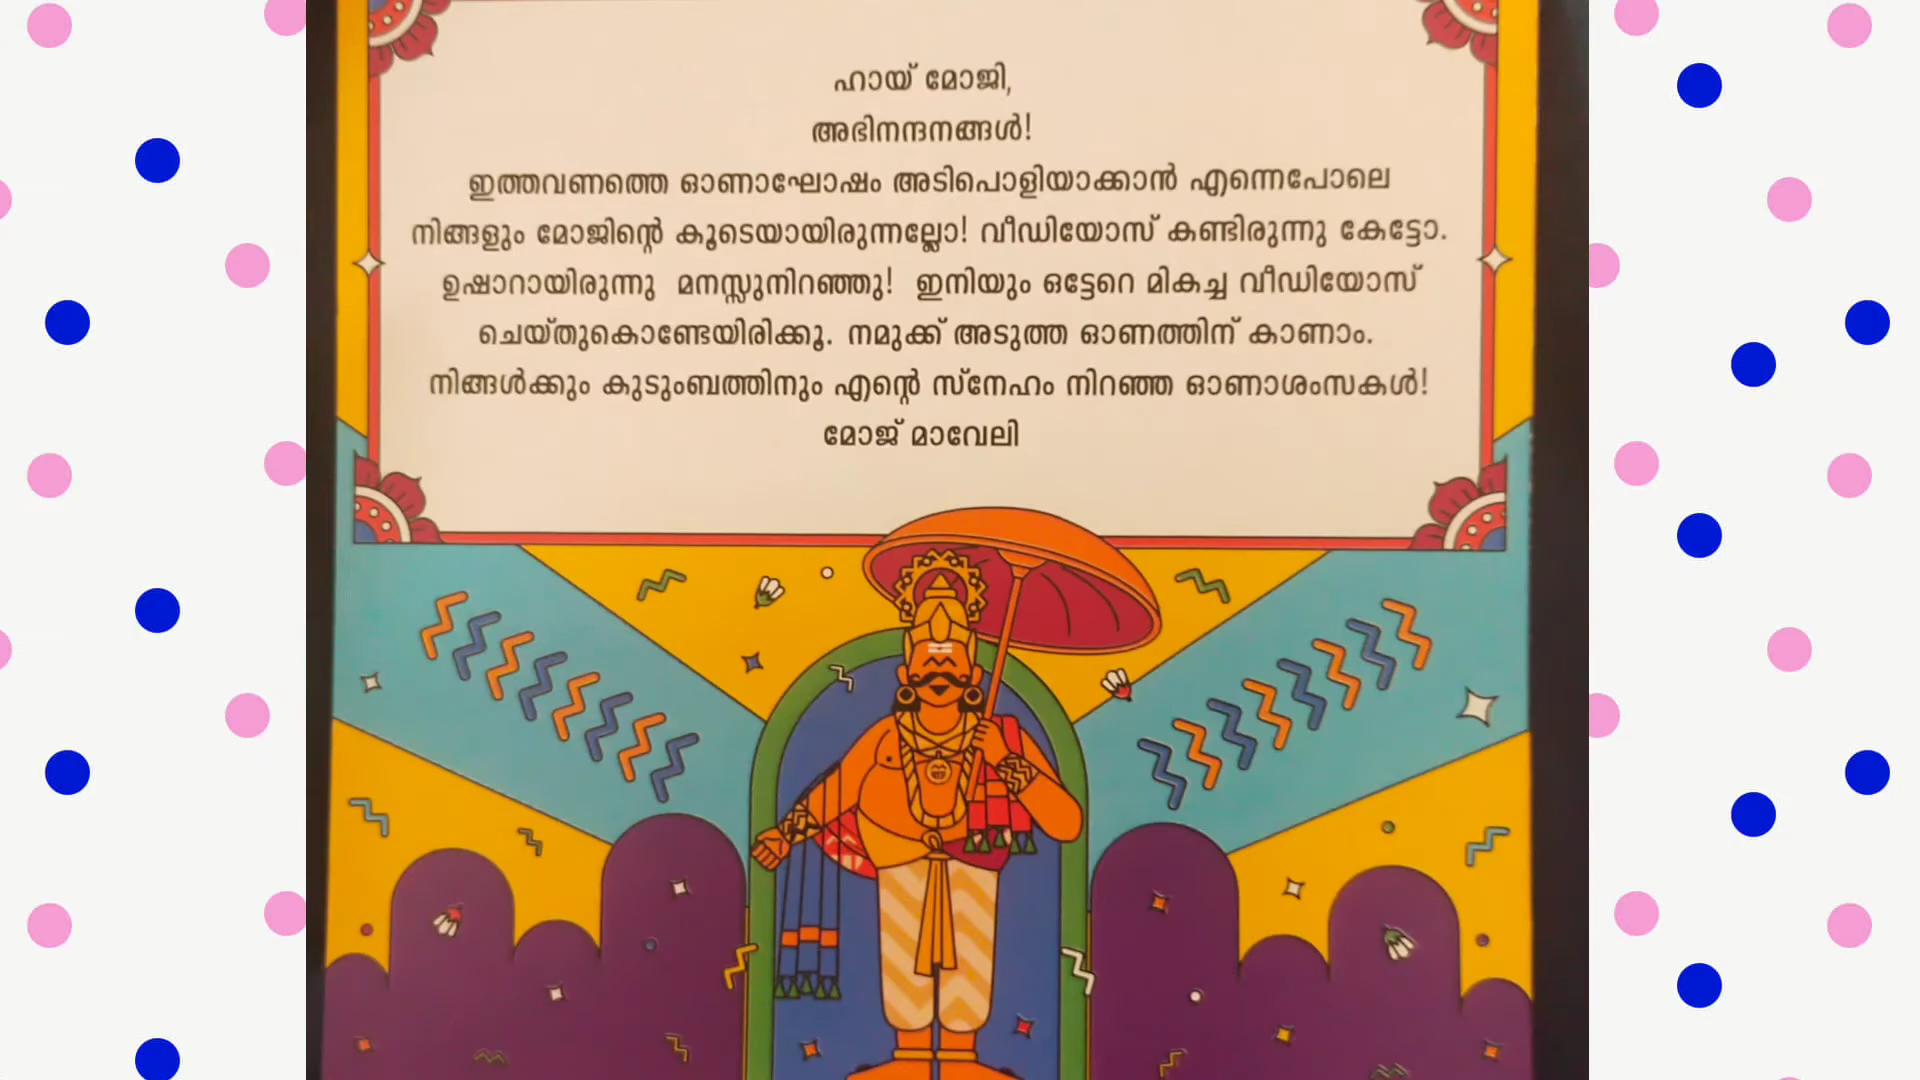 ഹായ് മോജി,
അഭിനന്ദനങ്ങൾ!
ഇത്തവണത്തെ ഓണാഘോഷം അടിപൊളിയാക്കാൻ എന്നെപോലെ
നിങ്ങളും മോജിന്റെ കൂടെയായിരുന്നല്ലോ! വീഡിയോസ് കണ്ടിരുന്നു കേട്ടോ.
ഉഷാറായിരുന്നു മനസ്സുനിറഞ്ഞു! ഇനിയും ഒട്ടേറെ മികച്ച വീഡിയോസ്
ചെയ്തുകൊണ്ടേയിരിക്കൂ. നമുക്ക് അടുത്ത ഓണത്തിന് കാണാം.
നിങ്ങൾക്കും കുടുംബത്തിനും എന്റെ സ്നേഹം നിറഞ്ഞ ഓണാശംസകൾ!
മോജ് മാവേലി